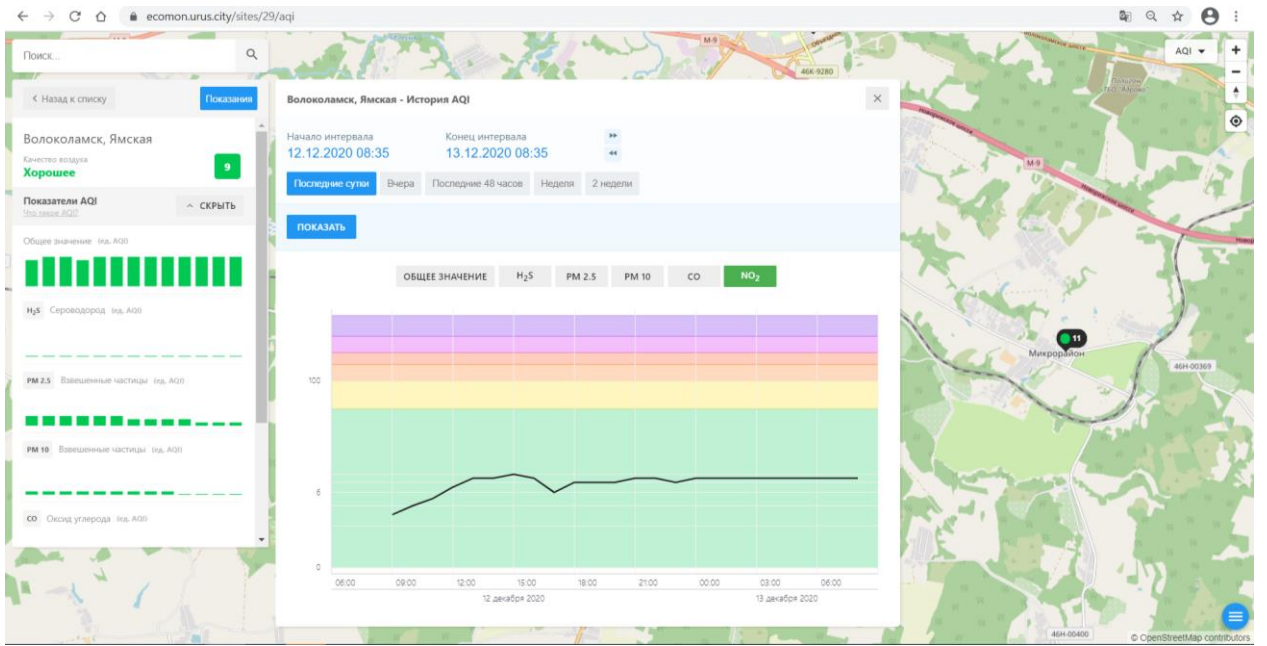 ecomon.urus.city/sites/29/aqi
Поиск...
Назад к списку
Показания
Волоколамск, Ямская
Качество воздуха
Хорошее
9
Показатели AQI
Что такое AQI?
СКРЫТЬ
Общее значение (ед. AQI)
H₂S Сероводород (ед. AQI)
PM 2.5 Взвешенные частицы (ед. AQI)
PM 10 Взвешенные частицы (ед. AQI)
CO Оксид углерода (ед. AQI)
Волоколамск, Ямская - История AQI
Начало интервала
Конец интервала
12.12.2020 08:35
13.12.2020 08:35
Последние сутки
Вчера
Последние 48 часов
Неделя
2 недели
ПОКАЗАТЬ
ОБЩЕЕ ЗНАЧЕНИЕ
H₂S
PM 2.5
PM 10
CO
NO₂
100
6
0
06:00 09:00 12:00 15:00 18:00 21:00 00:00 03:00 06:00
12 декабря 2020
13 декабря 2020
M-9
46К-9280
AQI
M-9
Новорижское шоссе
11
Микрорайон
46Н-00369
46Н-00400
© OpenStreetMap contributors